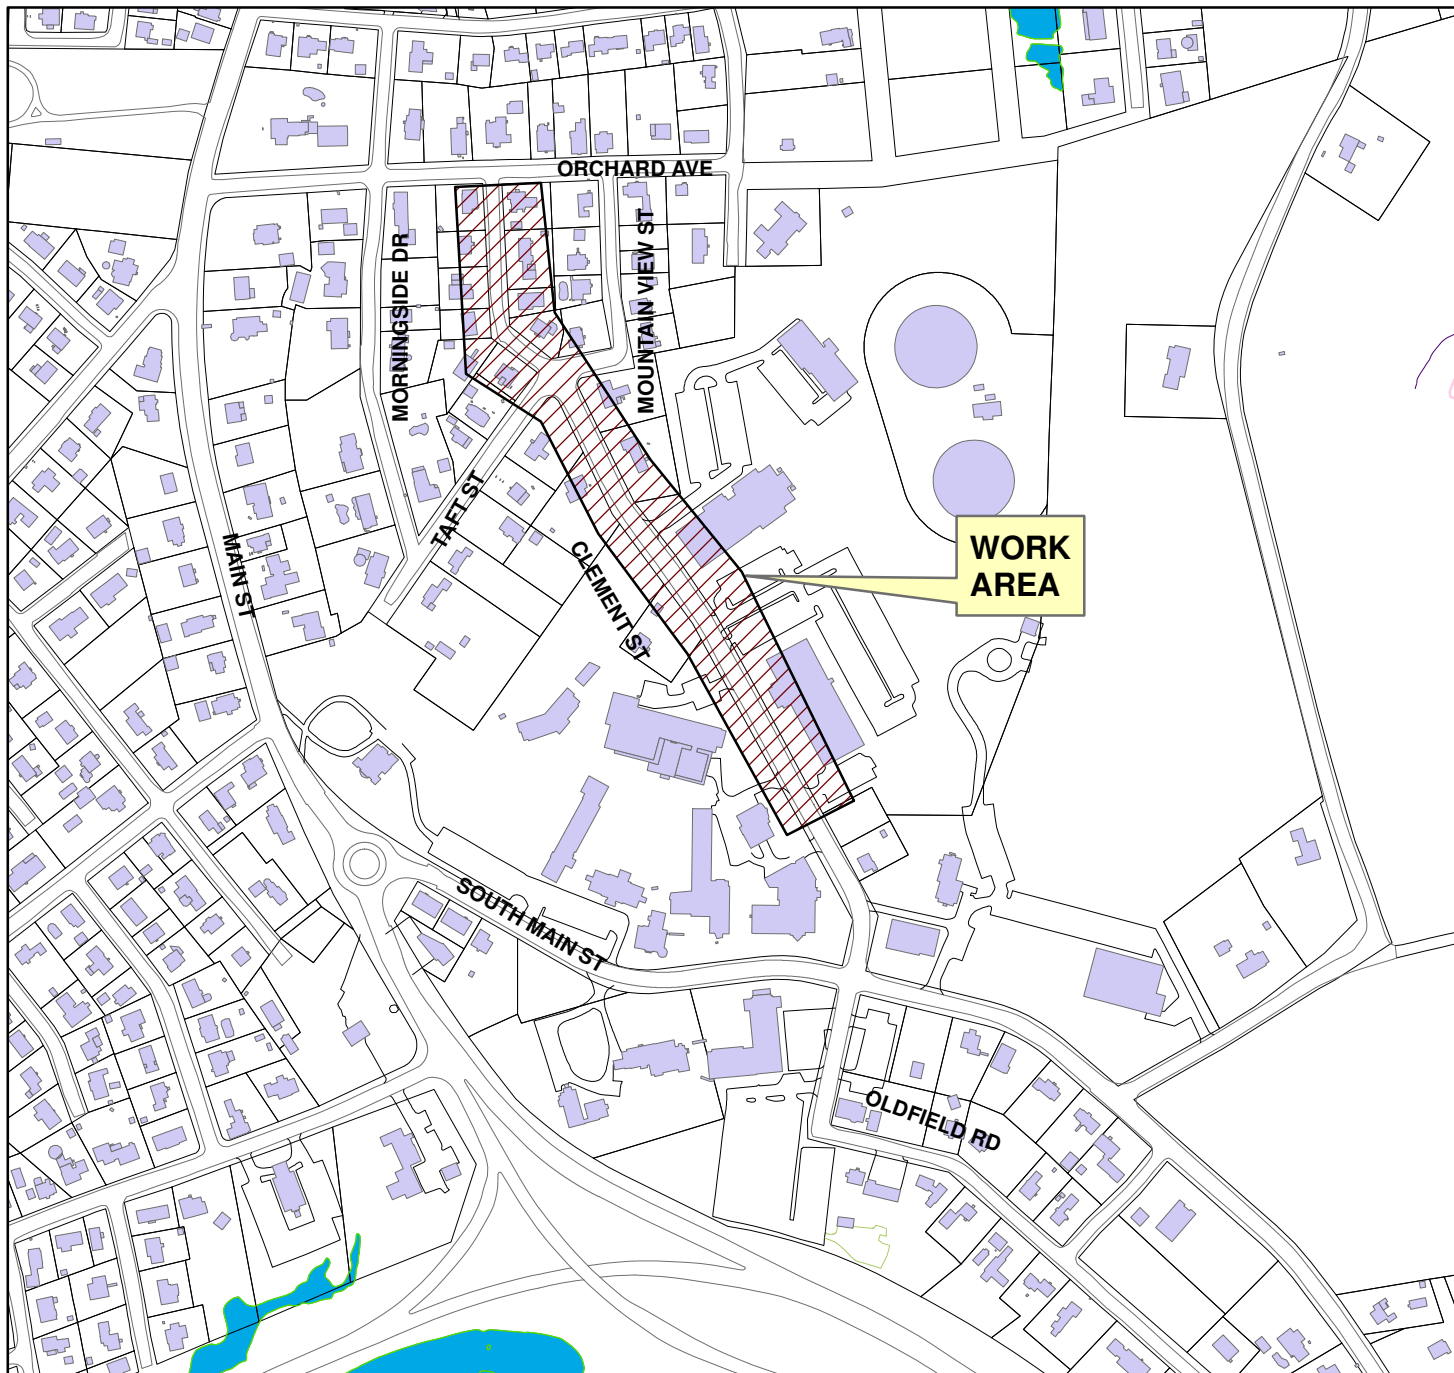 ORCHARD AVE
MORNINGSIDE DR
MOUNTAIN VIEW ST
TAFT ST
MAIN ST
CLEMENT ST
WORK
AREA
SOUTH MAIN ST
OLDFIELD RD